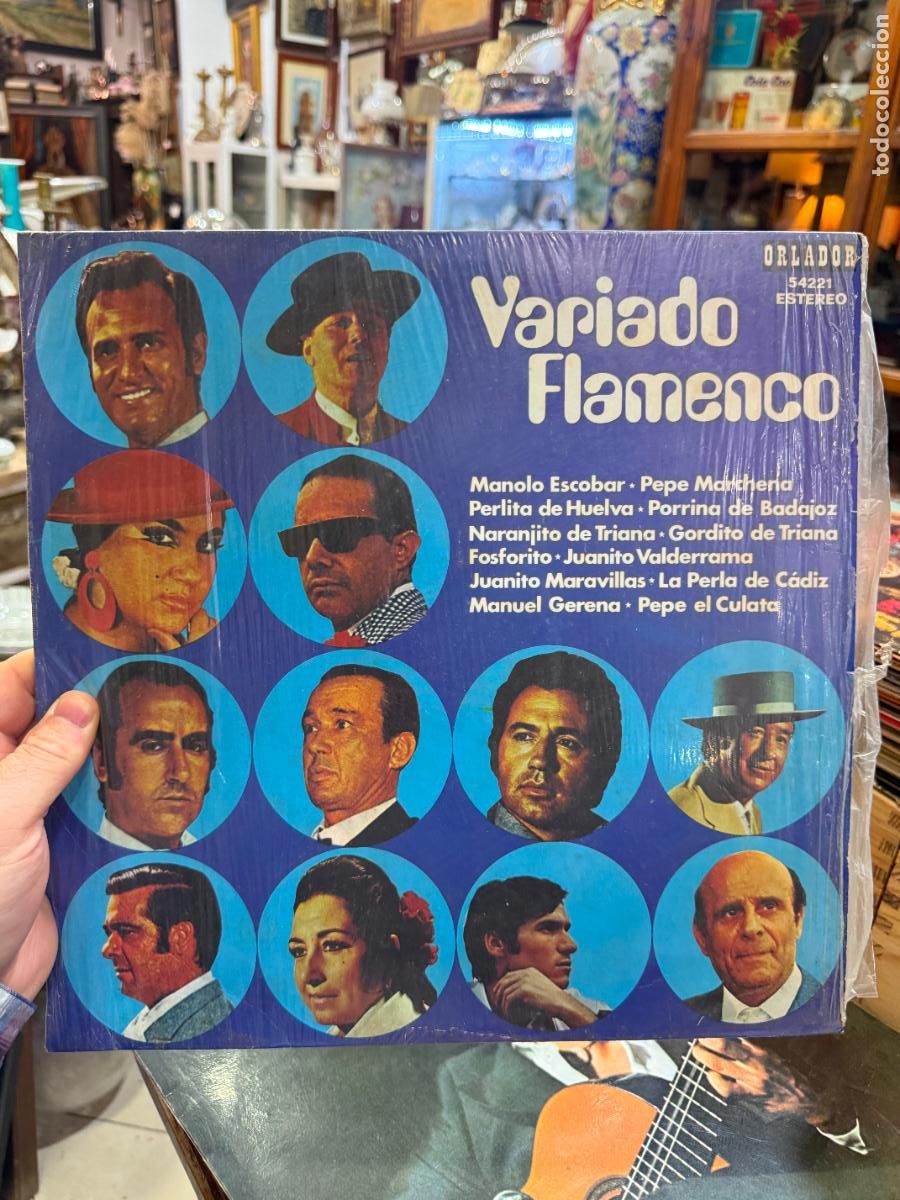 todocoleccion
ORLADOR
54221
ESTEREO
Variado
Flamenco
Manolo Escobar * Pepe Marchena
Perlita de Huelva * Porrina de Badajoz
Naranjito de Triana * Gordito de Triana
Fosforito * Juanito Valderrama
Juanito Maravillas * La Perla de Cádiz
Manuel Gerena * Pepe el Culata